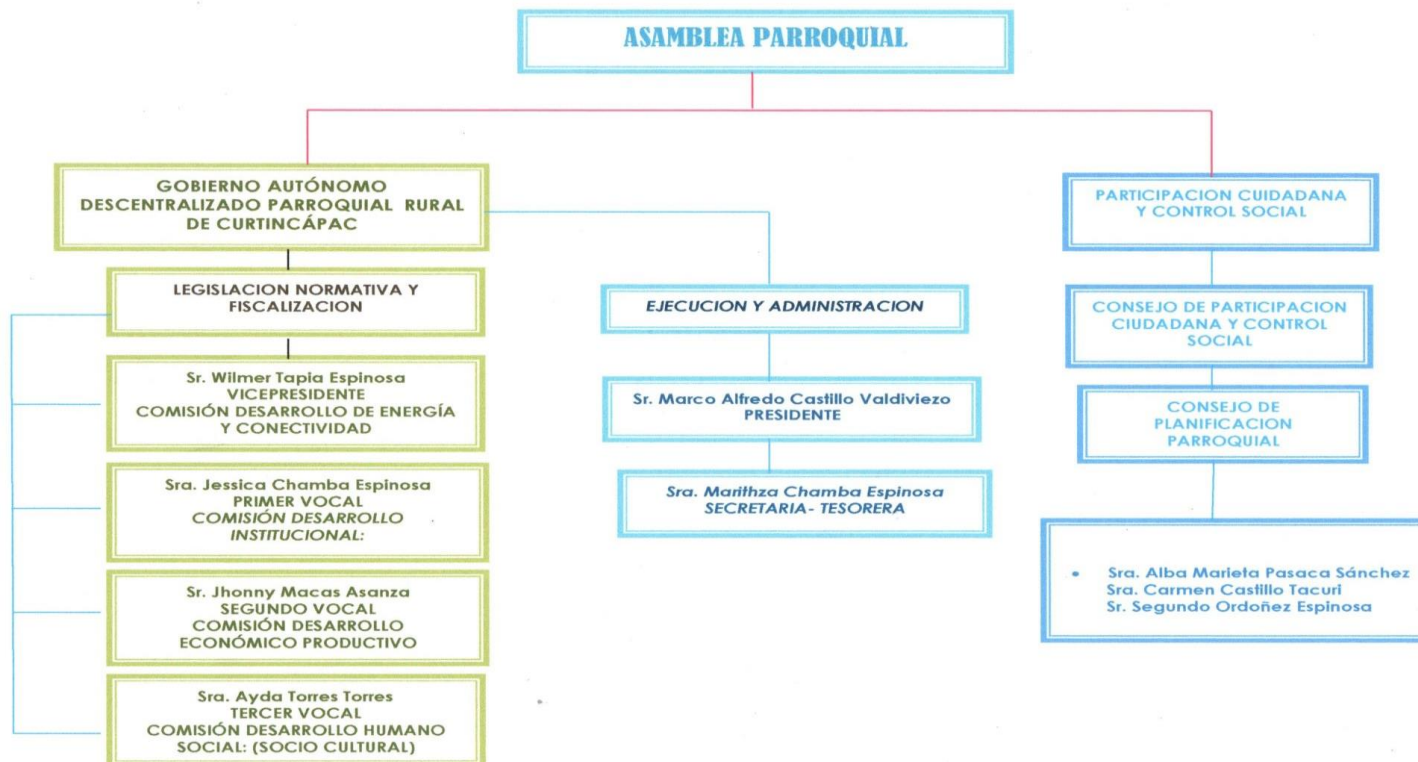 ASAMBLEA PARROQUIAL
GOBIERNO AUTÓNOMO
DESCENTRALIZADO PARROQUIAL RURAL
DE CURTINCÁPAC
LEGISLACION NORMATIVA Y
FISCALIZACION
Sr. Wilmer Tapia Espinosa
VICEPRESIDENTE
COMISIÓN DESARROLLO DE ENERGÍA
Y CONECTIVIDAD
Sra. Jessica Chamba Espinosa
PRIMER VOCAL
COMISIÓN DESARROLLO
INSTITUCIONAL:
Sr. Jhonny Macas Asanza
SEGUNDO VOCAL
COMISIÓN DESARROLLO
ECONÓMICO PRODUCTIVO
Sra. Ayda Torres Torres
TERCER VOCAL
COMISIÓN DESARROLLO HUMANO
SOCIAL: (SOCIO CULTURAL)
EJECUCION Y ADMINISTRACION
Sr. Marco Alfredo Castillo Valdiviezo
PRESIDENTE
Sra. Marithza Chamba Espinosa
SECRETARIA- TESORERA
PARTICIPACION CUIDADANA
Y CONTROL SOCIAL
CONSEJO DE PARTICIPACION
CIUDADANA Y CONTROL
SOCIAL
CONSEJO DE
PLANIFICACION
PARROQUIAL
• Sra. Alba Marieta Pasaca Sánchez
Sra. Carmen Castillo Tacuri
Sr. Segundo Ordoñez Espinosa